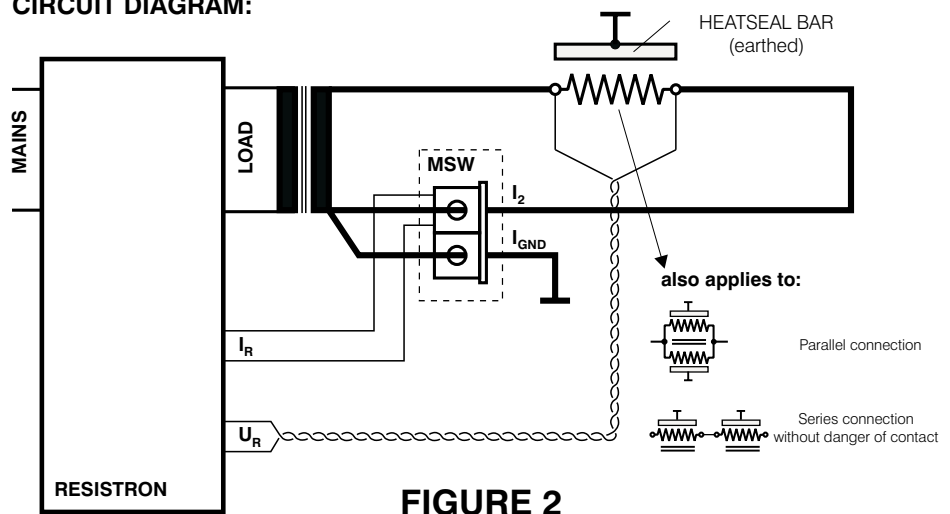 CIRCUIT DIAGRAM:
HEATSEAL BAR
(earthed)
MAINS
LOAD
MSW
I2
IGND
also applies to:
IR
Parallel connection
Series connection
without danger of contact
UR
RESISTRON
FIGURE 2